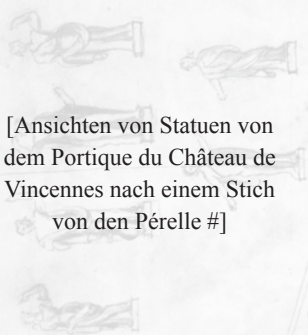 [Ansichten von Statuen von
dem Portique du Château de
Vincennes nach einem Stich
von den Pérelle #]